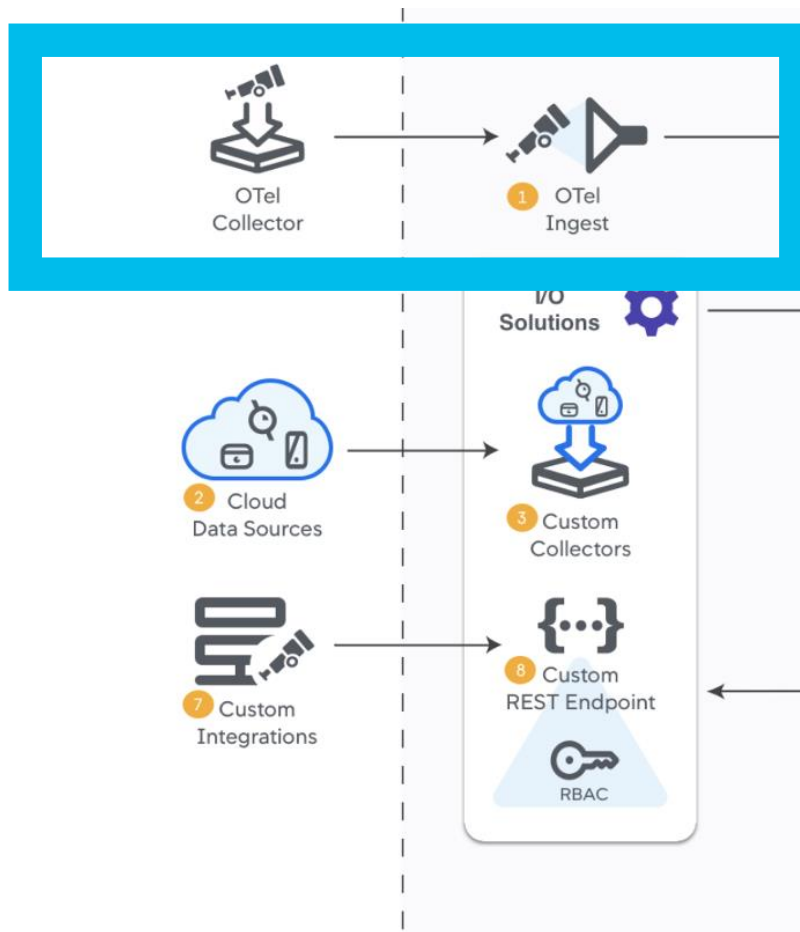 OTel
Collector
1 OTel
Ingest
I/O
Solutions
2 Cloud
Data Sources
3 Custom
Collectors
7 Custom
Integrations
8 Custom
REST Endpoint
RBAC